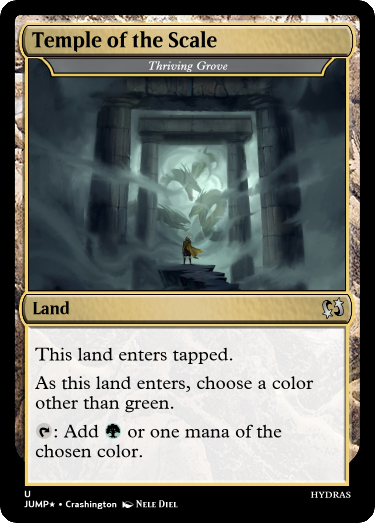 Temple of the Scale
Thriving Grove
Land
This land enters tapped.
As this land enters, choose a color
other than green.
: Add or one mana of the
chosen color.
U
JUMP★ • Crashington Nele Diel
HYDRAS